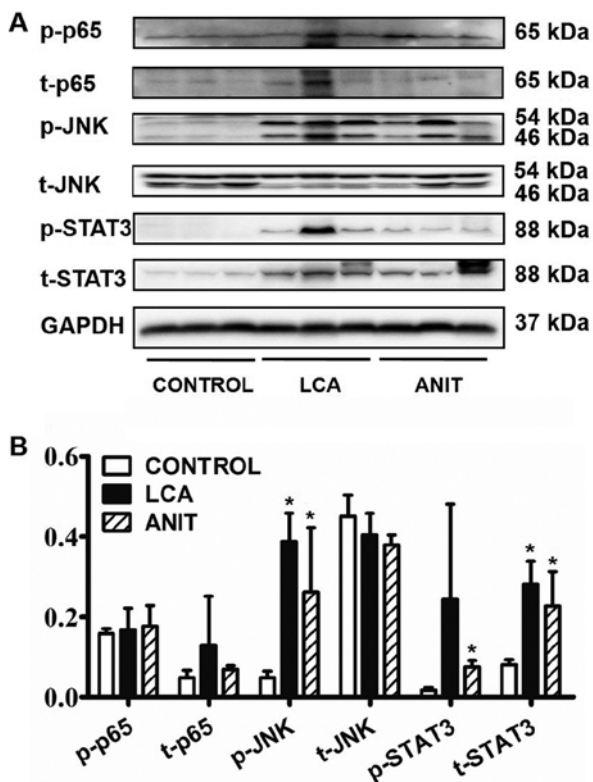 A
p-p65 65 kDa
t-p65 65 kDa
p-JNK 54 kDa
46 kDa
t-JNK 54 kDa
46 kDa
p-STAT3 88 kDa
t-STAT3 88 kDa
GAPDH 37 kDa
CONTROL LCA ANIT
B
0.6
CONTROL
LCA
ANIT
0.4
0.2
0.0
* * * * *
p-p65 t-p65 p-JNK t-JNK p-STAT3 t-STAT3